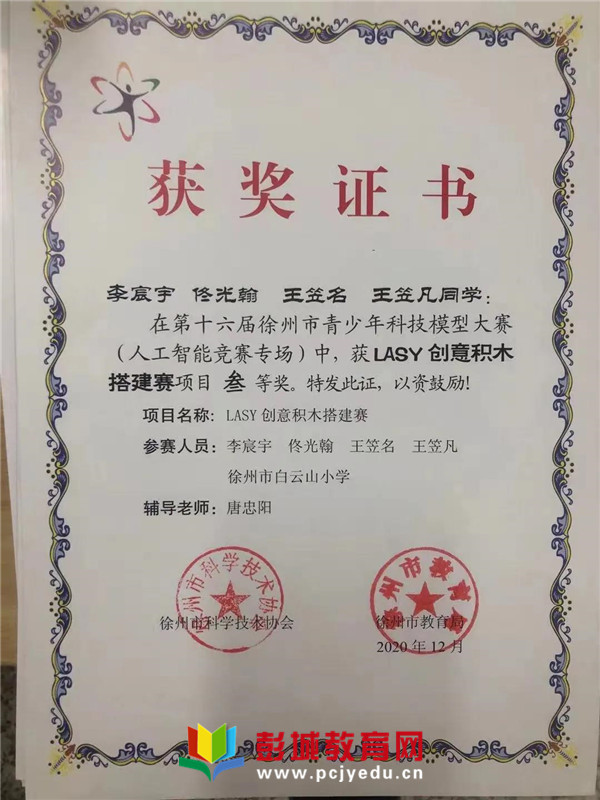 获奖证书
李宸宇 佟光翰 王笠名 王笠凡同学：
在第十六届徐州市青少年科技模型大赛
（人工智能竞赛专场）中，获LASY创意积木
搭建赛项目 叁 等奖。特发此证，以资鼓励！
项目名称：LASY创意积木搭建赛
参赛人员：李宸宇 佟光翰 王笠名 王笠凡
徐州市白云山小学
辅导老师：唐忠阳
徐州市科学技术协会
徐州市教育局
徐州市科学技术协会 徐州市教育局
2020年12月
彭城教育网
www.pcjyedu.cn